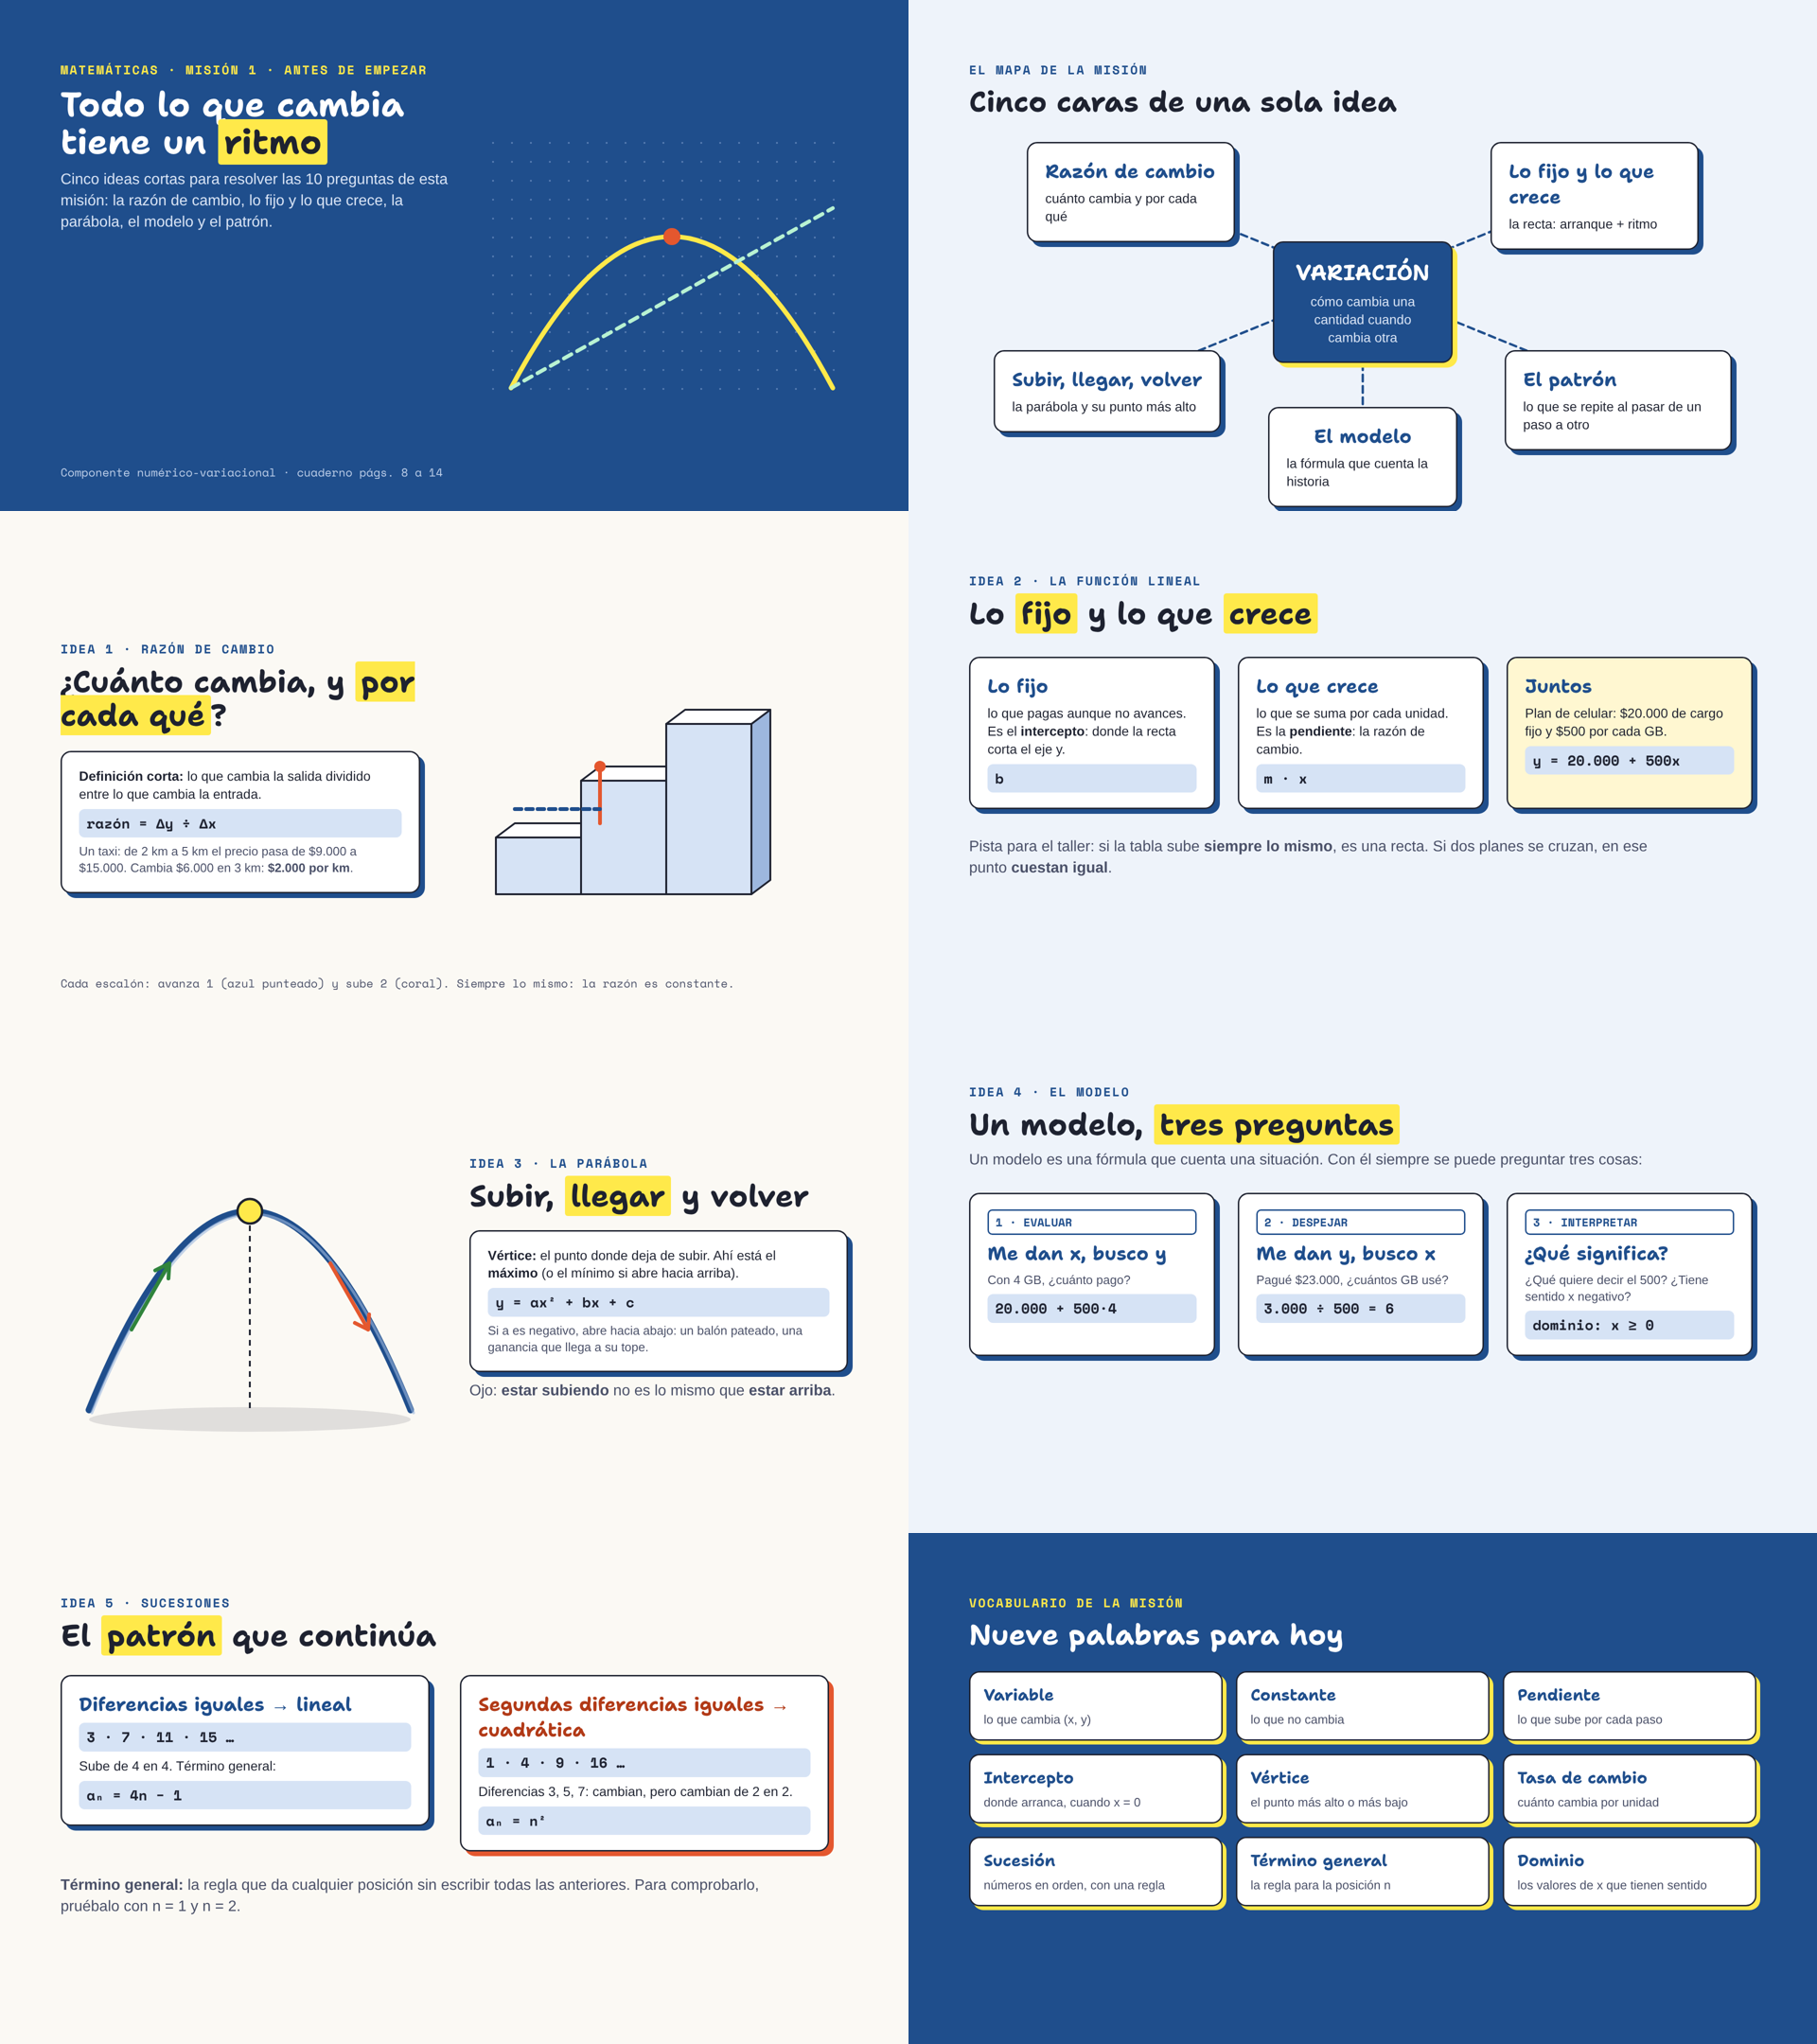 MATEMÁTICAS · MISIÓN 1 · ANTES DE EMPEZAR
Todo lo que cambia
tiene un ritmo
Cinco ideas cortas para resolver las 10 preguntas de esta
misión: la razón de cambio, lo fijo y lo que crece, la
parábola, el modelo y el patrón.
Componente numérico-variacional · cuaderno págs. 8 a 14
EL MAPA DE LA MISIÓN
Cinco caras de una sola idea
Razón de cambio
cuánto cambia y por cada
qué
Lo fijo y lo que
crece
la recta: arranque + ritmo
VARIACIÓN
cómo cambia una
cantidad cuando
cambia otra
Subir, llegar, volver
la parábola y su punto más alto
El modelo
la fórmula que cuenta la
historia
El patrón
lo que se repite al pasar de un
paso a otro
IDEA 1 · RAZÓN DE CAMBIO
¿Cuánto cambia, y por
cada qué?
Definición corta: lo que cambia la salida dividido
entre lo que cambia la entrada.
razón = Δy ÷ Δx
Un taxi: de 2 km a 5 km el precio pasa de $9.000 a
$15.000. Cambia $6.000 en 3 km: $2.000 por km.
Cada escalón: avanza 1 (azul punteado) y sube 2 (coral). Siempre lo mismo: la razón es constante.
IDEA 2 · LA FUNCIÓN LINEAL
Lo fijo y lo que crece
Lo fijo
lo que pagas aunque no avances.
Es el intercepto: donde la recta
corta el eje y.
b
Lo que crece
lo que se suma por cada unidad.
Es la pendiente: la razón de
cambio.
m · x
Juntos
Plan de celular: $20.000 de cargo
fijo y $500 por cada GB.
y = 20.000 + 500x
Pista para el taller: si la tabla sube siempre lo mismo, es una recta. Si dos planes se cruzan, en ese
punto cuestan igual.
IDEA 3 · LA PARÁBOLA
Subir, llegar y volver
Vértice: el punto donde deja de subir. Ahí está el
máximo (o el mínimo si abre hacia arriba).
y = ax² + bx + c
Si a es negativo, abre hacia abajo: un balón pateado, una
ganancia que llega a su tope.
Ojo: estar subiendo no es lo mismo que estar arriba.
IDEA 4 · EL MODELO
Un modelo, tres preguntas
Un modelo es una fórmula que cuenta una situación. Con él siempre se puede preguntar tres cosas:
1 · EVALUAR
Me dan x, busco y
Con 4 GB, ¿cuánto pago?
20.000 + 500·4
2 · DESPEJAR
Me dan y, busco x
Pagué $23.000, ¿cuántos GB usé?
3.000 ÷ 500 = 6
3 · INTERPRETAR
¿Qué significa?
¿Qué quiere decir el 500? ¿Tiene
sentido x negativo?
dominio: x ≥ 0
IDEA 5 · SUCESIONES
El patrón que continúa
Diferencias iguales → lineal
3 · 7 · 11 · 15 …
Sube de 4 en 4. Término general:
aₙ = 4n − 1
Segundas diferencias iguales →
cuadrática
1 · 4 · 9 · 16 …
Diferencias 3, 5, 7: cambian, pero cambian de 2 en 2.
aₙ = n²
Término general: la regla que da cualquier posición sin escribir todas las anteriores. Para comprobarlo,
pruébalo con n = 1 y n = 2.
VOCABULARIO DE LA MISIÓN
Nueve palabras para hoy
Variable
lo que cambia (x, y)
Constante
lo que no cambia
Pendiente
lo que sube por cada paso
Intercepto
donde arranca, cuando x = 0
Vértice
el punto más alto o más bajo
Tasa de cambio
cuánto cambia por unidad
Sucesión
números en orden, con una regla
Término general
la regla para la posición n
Dominio
los valores de x que tienen sentido